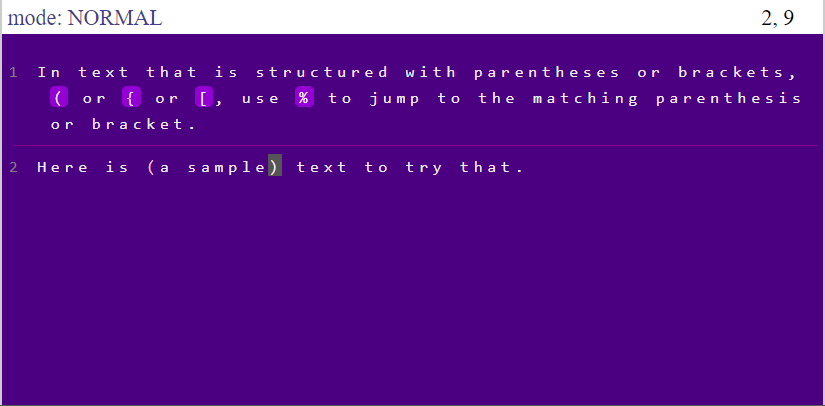 mode: NORMAL 2, 9
1 In text that is structured with parentheses or brackets,
( or { or [, use % to jump to the matching parenthesis
or bracket.
2 Here is (a sample) text to try that.